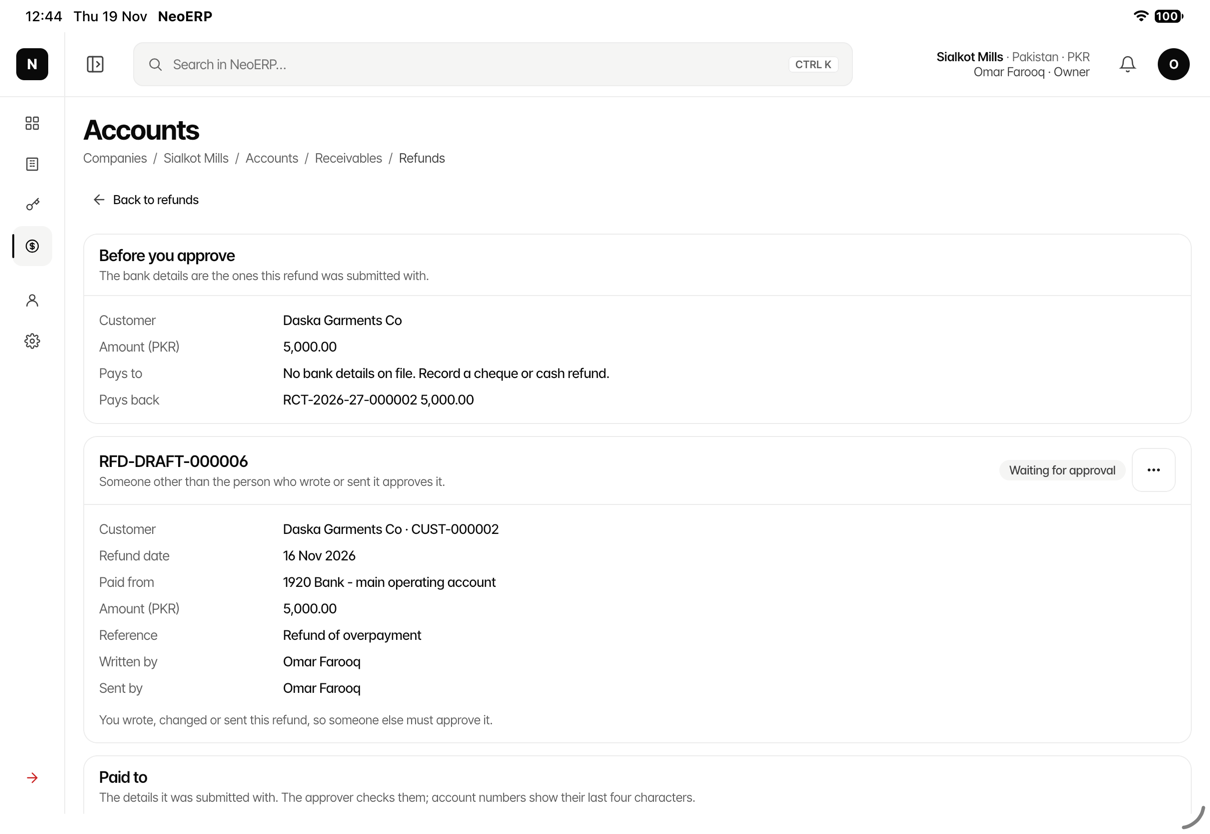 12:44 Thu 19 Nov NeoERP
100
N
Search in NeoERP...
CTRL K
Sialkot Mills · Pakistan · PKR
Omar Farooq · Owner
O
Accounts
Companies / Sialkot Mills / Accounts / Receivables / Refunds
Back to refunds
Before you approve
The bank details are the ones this refund was submitted with.
Customer Daska Garments Co
Amount (PKR) 5,000.00
Pays to No bank details on file. Record a cheque or cash refund.
Pays back RCT-2026-27-000002 5,000.00
RFD-DRAFT-000006
Someone other than the person who wrote or sent it approves it.
Waiting for approval
Customer Daska Garments Co · CUST-000002
Refund date 16 Nov 2026
Paid from 1920 Bank - main operating account
Amount (PKR) 5,000.00
Reference Refund of overpayment
Written by Omar Farooq
Sent by Omar Farooq
You wrote, changed or sent this refund, so someone else must approve it.
Paid to
The details it was submitted with. The approver checks them; account numbers show their last four characters.